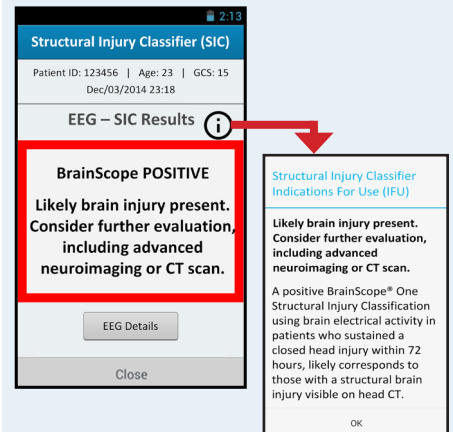 2:13
Structural Injury Classifier (SIC)
Patient ID: 123456 | Age: 23 | GCS: 15
Dec/03/2014 23:18
EEG – SIC Results
BrainScope POSITIVE
Likely brain injury present.
Consider further evaluation,
including advanced
neuroimaging or CT scan.
EEG Details
Close
Structural Injury Classifier
Indications For Use (IFU)
Likely brain injury present.
Consider further evaluation,
including advanced
neuroimaging or CT scan.
A positive BrainScope® One
Structural Injury Classification
using brain electrical activity in
patients who sustained a
closed head injury within 72
hours, likely corresponds to
those with a structural brain
injury visible on head CT.
OK